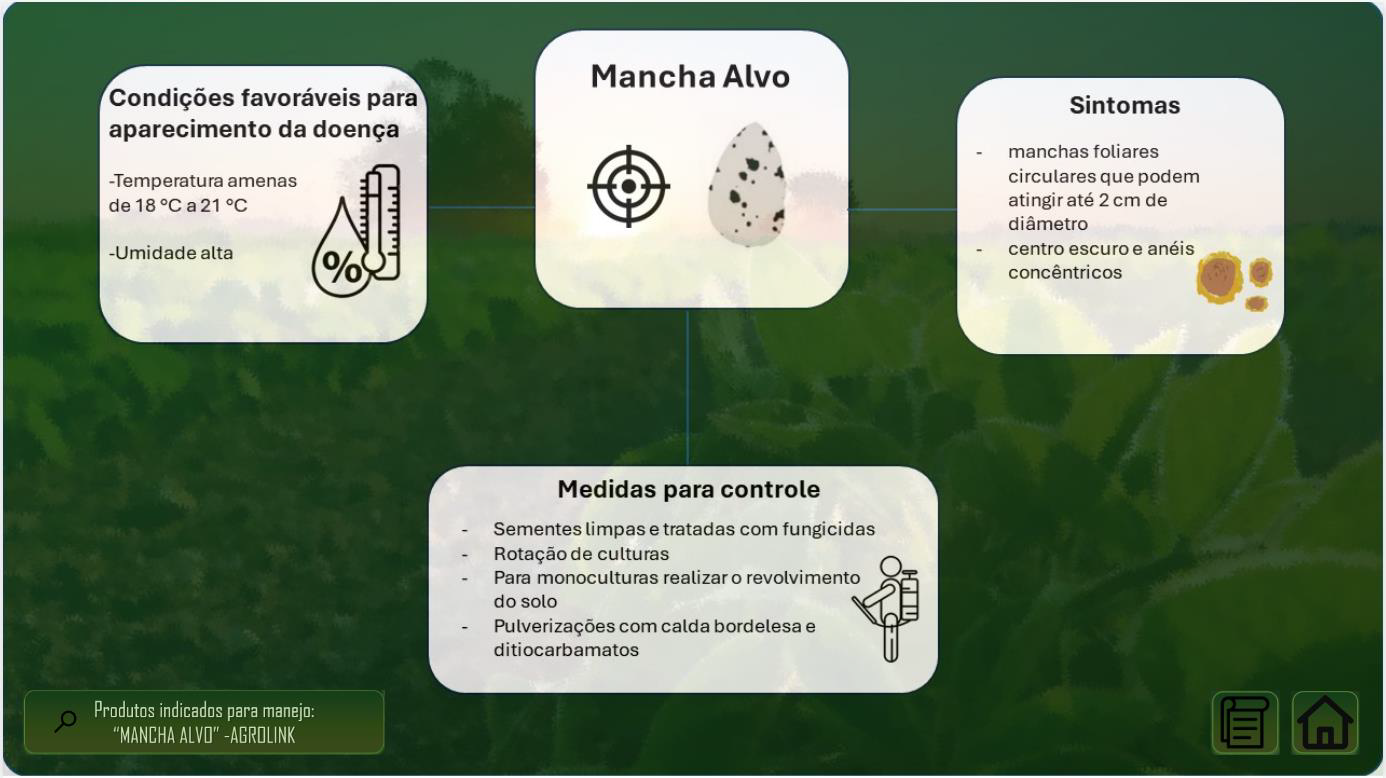 Mancha Alvo
Condições favoráveis para
aparecimento da doença
-Temperatura amenas
de 18 °C a 21 °C
-Umidade alta
%
Sintomas
- manchas foliares
circulares que podem
atingir até 2 cm de
diâmetro
- centro escuro e anéis
concêntricos
Medidas para controle
- Sementes limpas e tratadas com fungicidas
- Rotação de culturas
- Para monoculturas realizar o revolvimento
do solo
- Pulverizações com calda bordelesa e
ditiocarbamatos
Produtos indicados para manejo:
“MANCHA ALVO” -AGROLINK